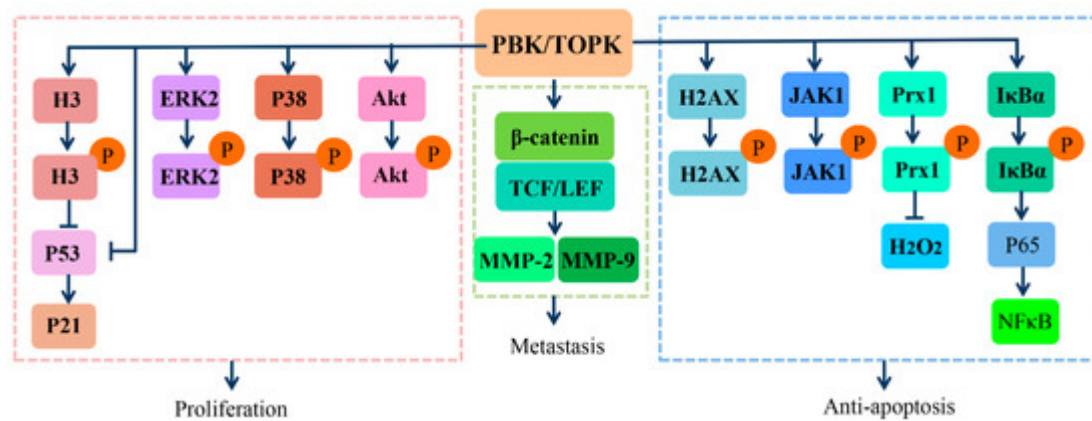 PBK/TOPK
H3
ERK2
P38
Akt
H3
P
ERK2
P
P38
P
Akt
P
P53
P21
Proliferation
β-catenin
TCF/LEF
MMP-2
MMP-9
Metastasis
H2AX
JAK1
Prx1
IκBα
H2AX
P
JAK1
P
Prx1
P
IκBα
P
H2O2
P65
NFκB
Anti-apoptosis